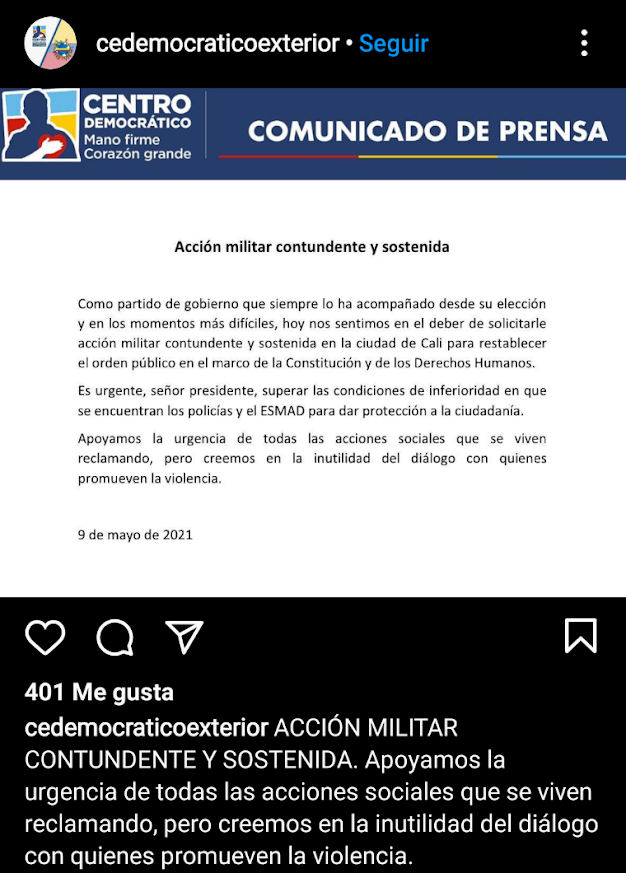 cedemocraticoexterior • Seguir
CENTRO
DEMOCRÁTICO
Mano firme
Corazón grande
COMUNICADO DE PRENSA
Acción militar contundente y sostenida
Como partido de gobierno que siempre lo ha acompañado desde su elección
y en los momentos más difíciles, hoy nos sentimos en el deber de solicitarle
acción militar contundente y sostenida en la ciudad de Cali para restablecer
el orden público en el marco de la Constitución y de los Derechos Humanos.
Es urgente, señor presidente, superar las condiciones de inferioridad en que
se encuentran los policías y el ESMAD para dar protección a la ciudadanía.
Apoyamos la urgencia de todas las acciones sociales que se viven
reclamando, pero creemos en la inutilidad del diálogo con quienes
promueven la violencia.
9 de mayo de 2021
401 Me gusta
cedemocraticoexterior ACCIÓN MILITAR
CONTUNDENTE Y SOSTENIDA. Apoyamos la
urgencia de todas las acciones sociales que se viven
reclamando, pero creemos en la inutilidad del diálogo
con quienes promueven la violencia.